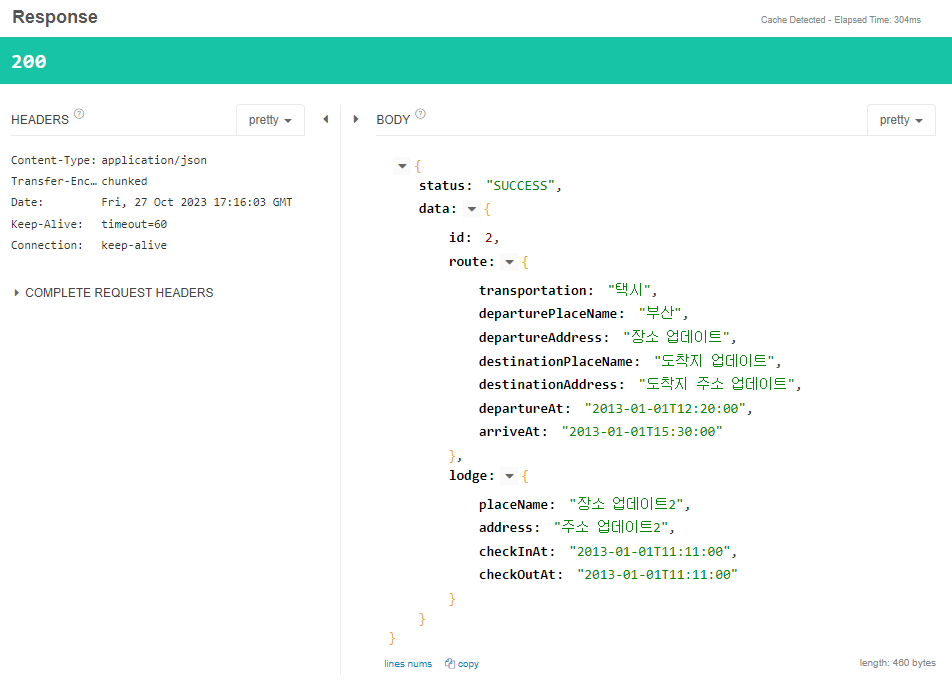 Response
Cache Detected - Elapsed Time: 304ms
200
HEADERS ?
pretty
BODY ?
pretty
Content-Type: application/json
Transfer-Enc… chunked
Date: Fri, 27 Oct 2023 17:16:03 GMT
Keep-Alive: timeout=60
Connection: keep-alive
COMPLETE REQUEST HEADERS
{
status: "SUCCESS",
data: {
id: 2,
route: {
transportation: "택시",
departurePlaceName: "부산",
departureAddress: "장소 업데이트",
destinationPlaceName: "도착지 업데이트",
destinationAddress: "도착지 주소 업데이트",
departureAt: "2013-01-01T12:20:00",
arriveAt: "2013-01-01T15:30:00"
},
lodge: {
placeName: "장소 업데이트2",
address: "주소 업데이트2",
checkInAt: "2013-01-01T11:11:00",
checkOutAt: "2013-01-01T11:11:00"
}
}
}
lines nums copy
length: 460 bytes